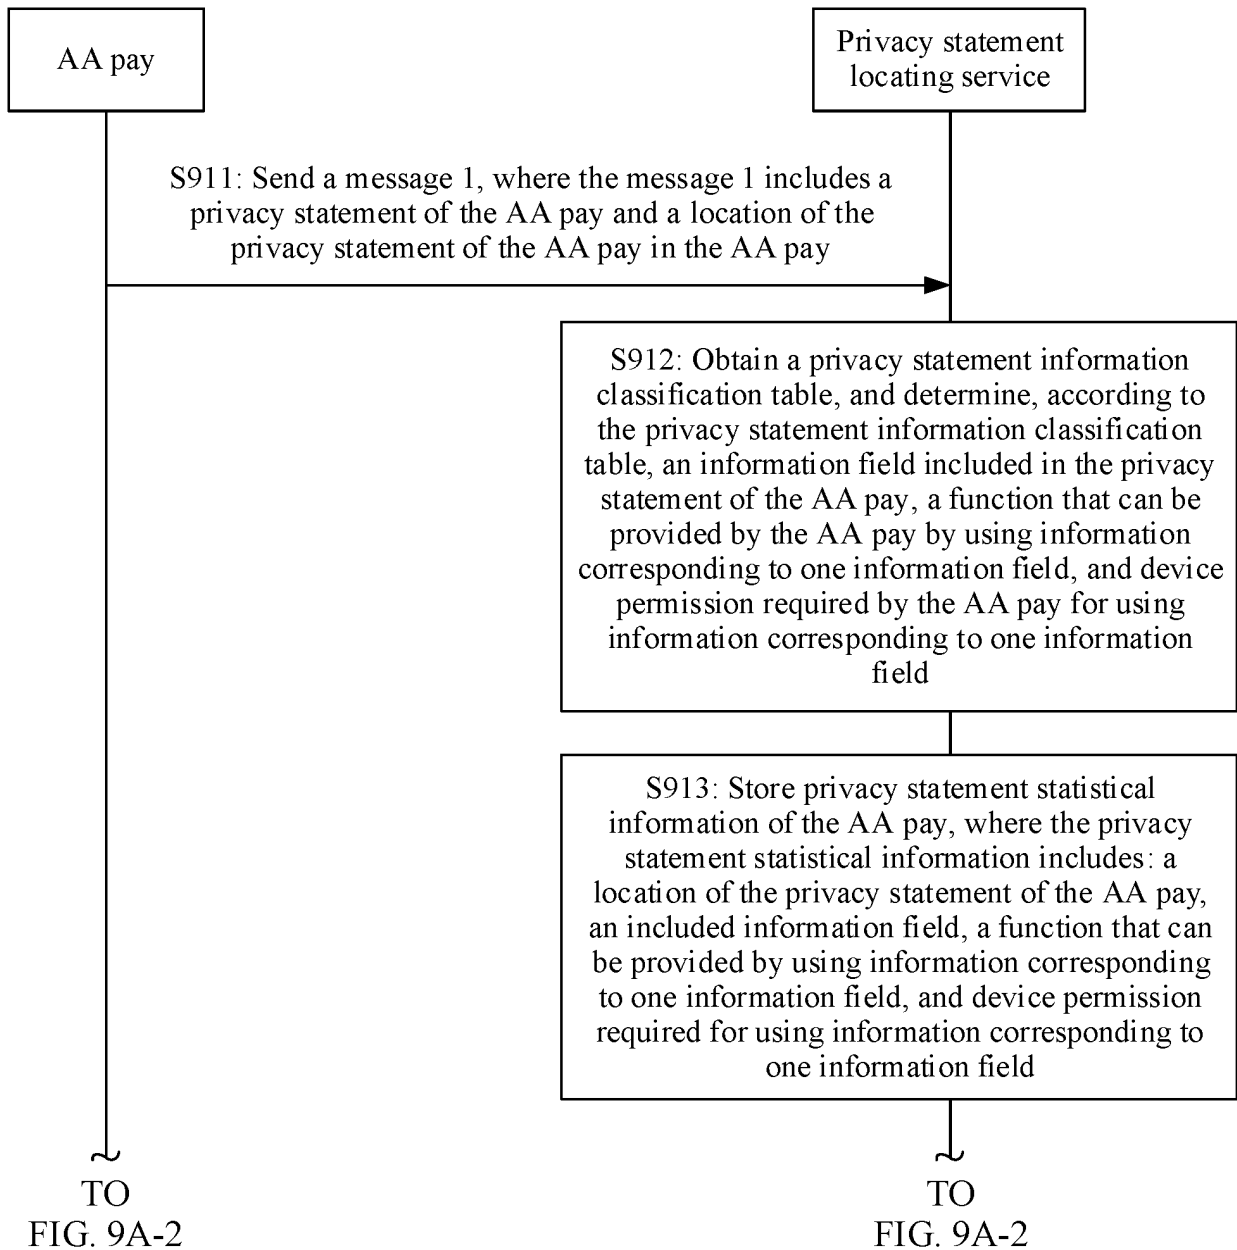 AA pay
Privacy statement
locating service
S911: Send a message 1, where the message 1 includes a
privacy statement of the AA pay and a location of the
privacy statement of the AA pay in the AA pay
S912: Obtain a privacy statement information
classification table, and determine, according to
the privacy statement information classification
table, an information field included in the privacy
statement of the AA pay, a function that can be
provided by the AA pay by using information
corresponding to one information field, and device
permission required by the AA pay for using
information corresponding to one information
field
S913: Store privacy statement statistical
information of the AA pay, where the privacy
statement statistical information includes: a
location of the privacy statement of the AA pay,
an included information field, a function that can
be provided by using information corresponding
to one information field, and device permission
required for using information corresponding to
one information field
TO
FIG. 9A-2
TO
FIG. 9A-2